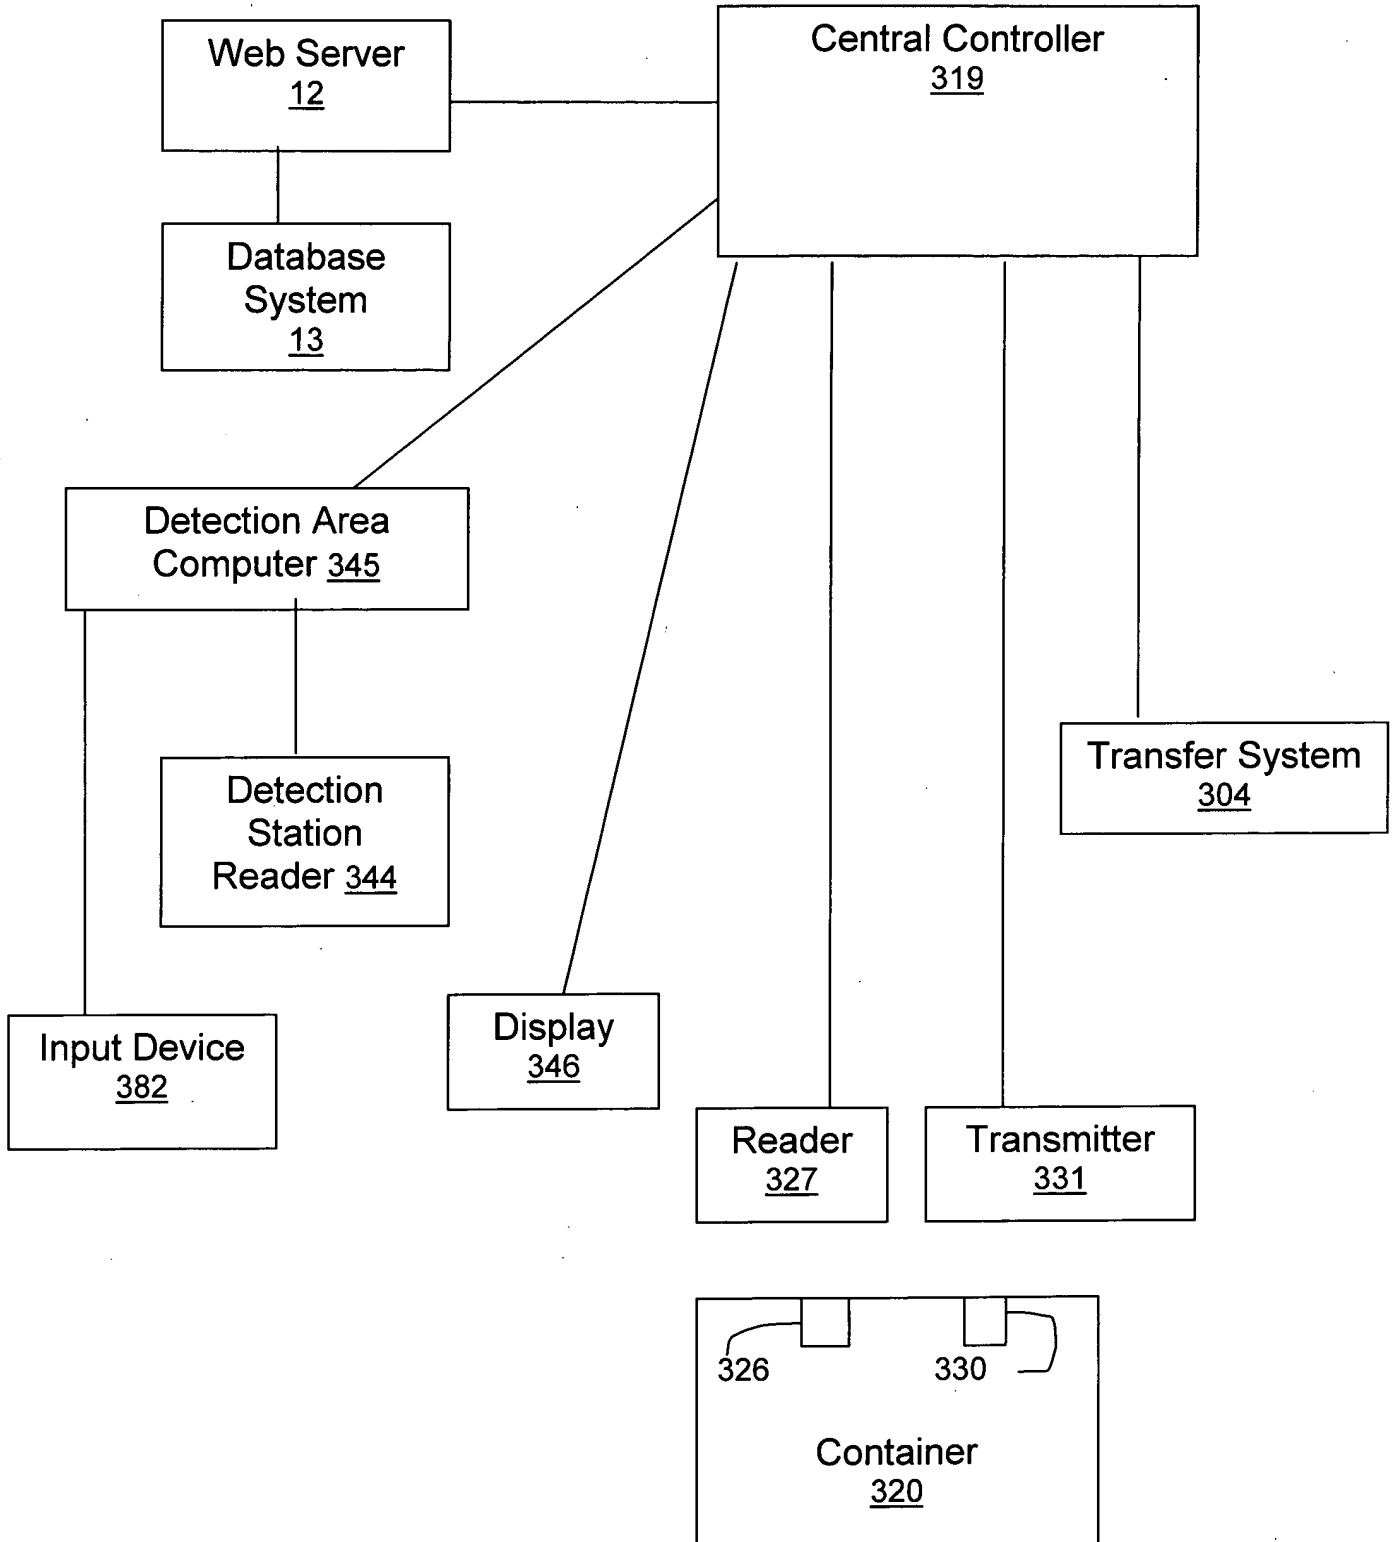 Web Server
12
Central Controller
319
Database
System
13
Detection Area
Computer 345
Transfer System
304
Detection
Station
Reader 344
Input Device
382
Display
346
Reader
327
Transmitter
331
326
330
Container
320